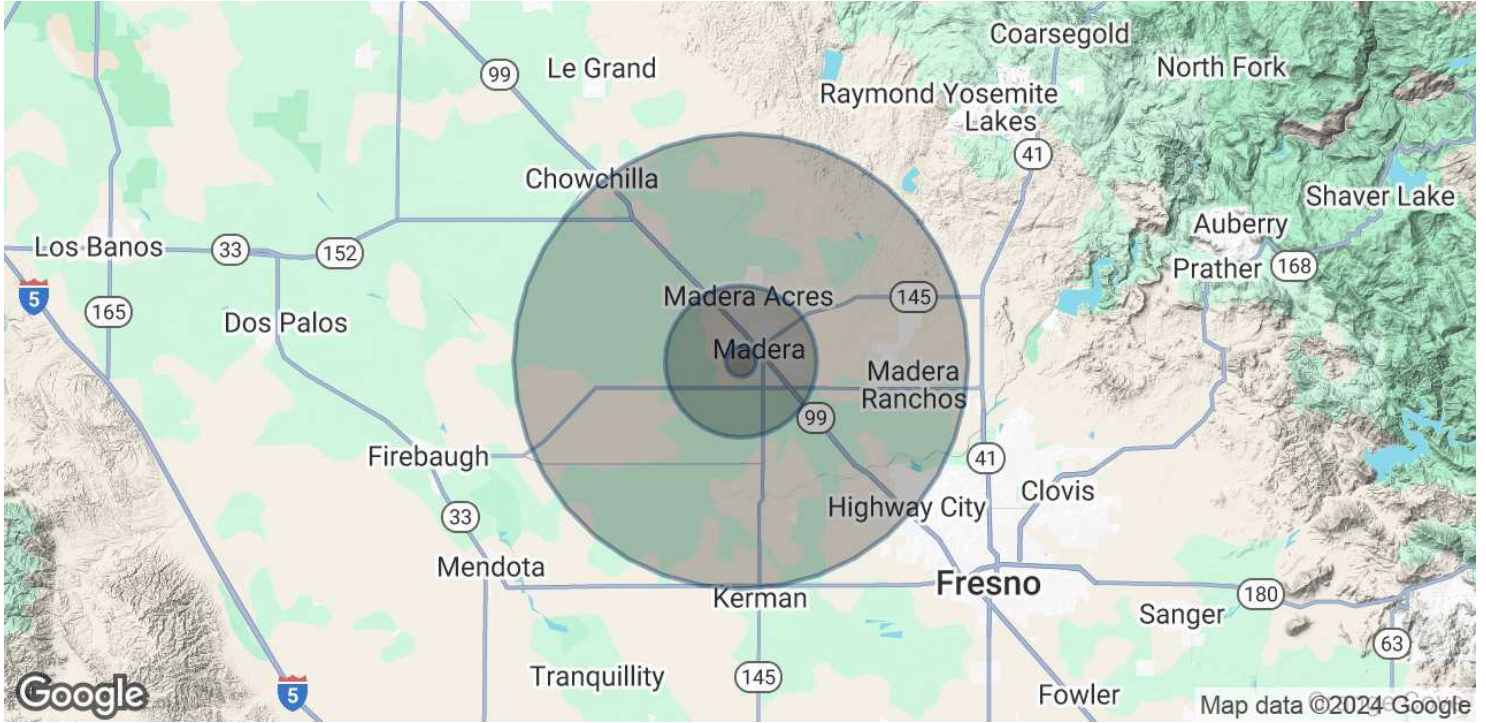 Coarsegold
99
Le Grand
North Fork
Raymond
Yosemite
Lakes
41
Chowchilla
Shaver Lake
Auberry
Los Banos
33
152
Prather
168
5
Madera Acres
145
165
Dos Palos
Madera
Madera
Ranchos
99
Firebaugh
41
Clovis
33
Highway City
Mendota
Fresno
Kerman
180
Sanger
63
Tranquillity
145
Google
5
Fowler
Map data ©2024 Google